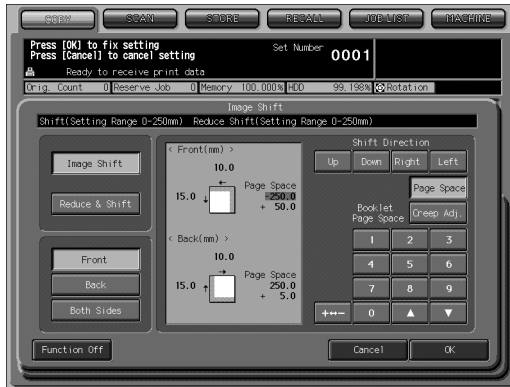 COPY SCAN STORE RECALL JOB LIST MACHINE
Press [OK] to fix setting
Press [Cancel] to cancel setting
Set Number 0001
Ready to receive print data
Orig. Count 0 Reserve Job 0 Memory 100.000% HDD 99.198% Rotation
Image Shift
Shift(Setting Range 0-250mm) Reduce Shift(Setting Range 0-250mm)
Image Shift
Reduce & Shift
Front
Back
Both Sides
< Front(mm) >
10.0
15.0 ↓
←
Page Space
-250.0
+ 50.0
< Back(mm) >
10.0
→
15.0 ↑
Page Space
250.0
+ 5.0
Shift Direction
Up Down Right Left
Page Space
Booklet
Page Space
Creep Adj.
1 2 3
4 5 6
7 8 9
+↔- 0 ▲ ▼
Function Off
Cancel OK